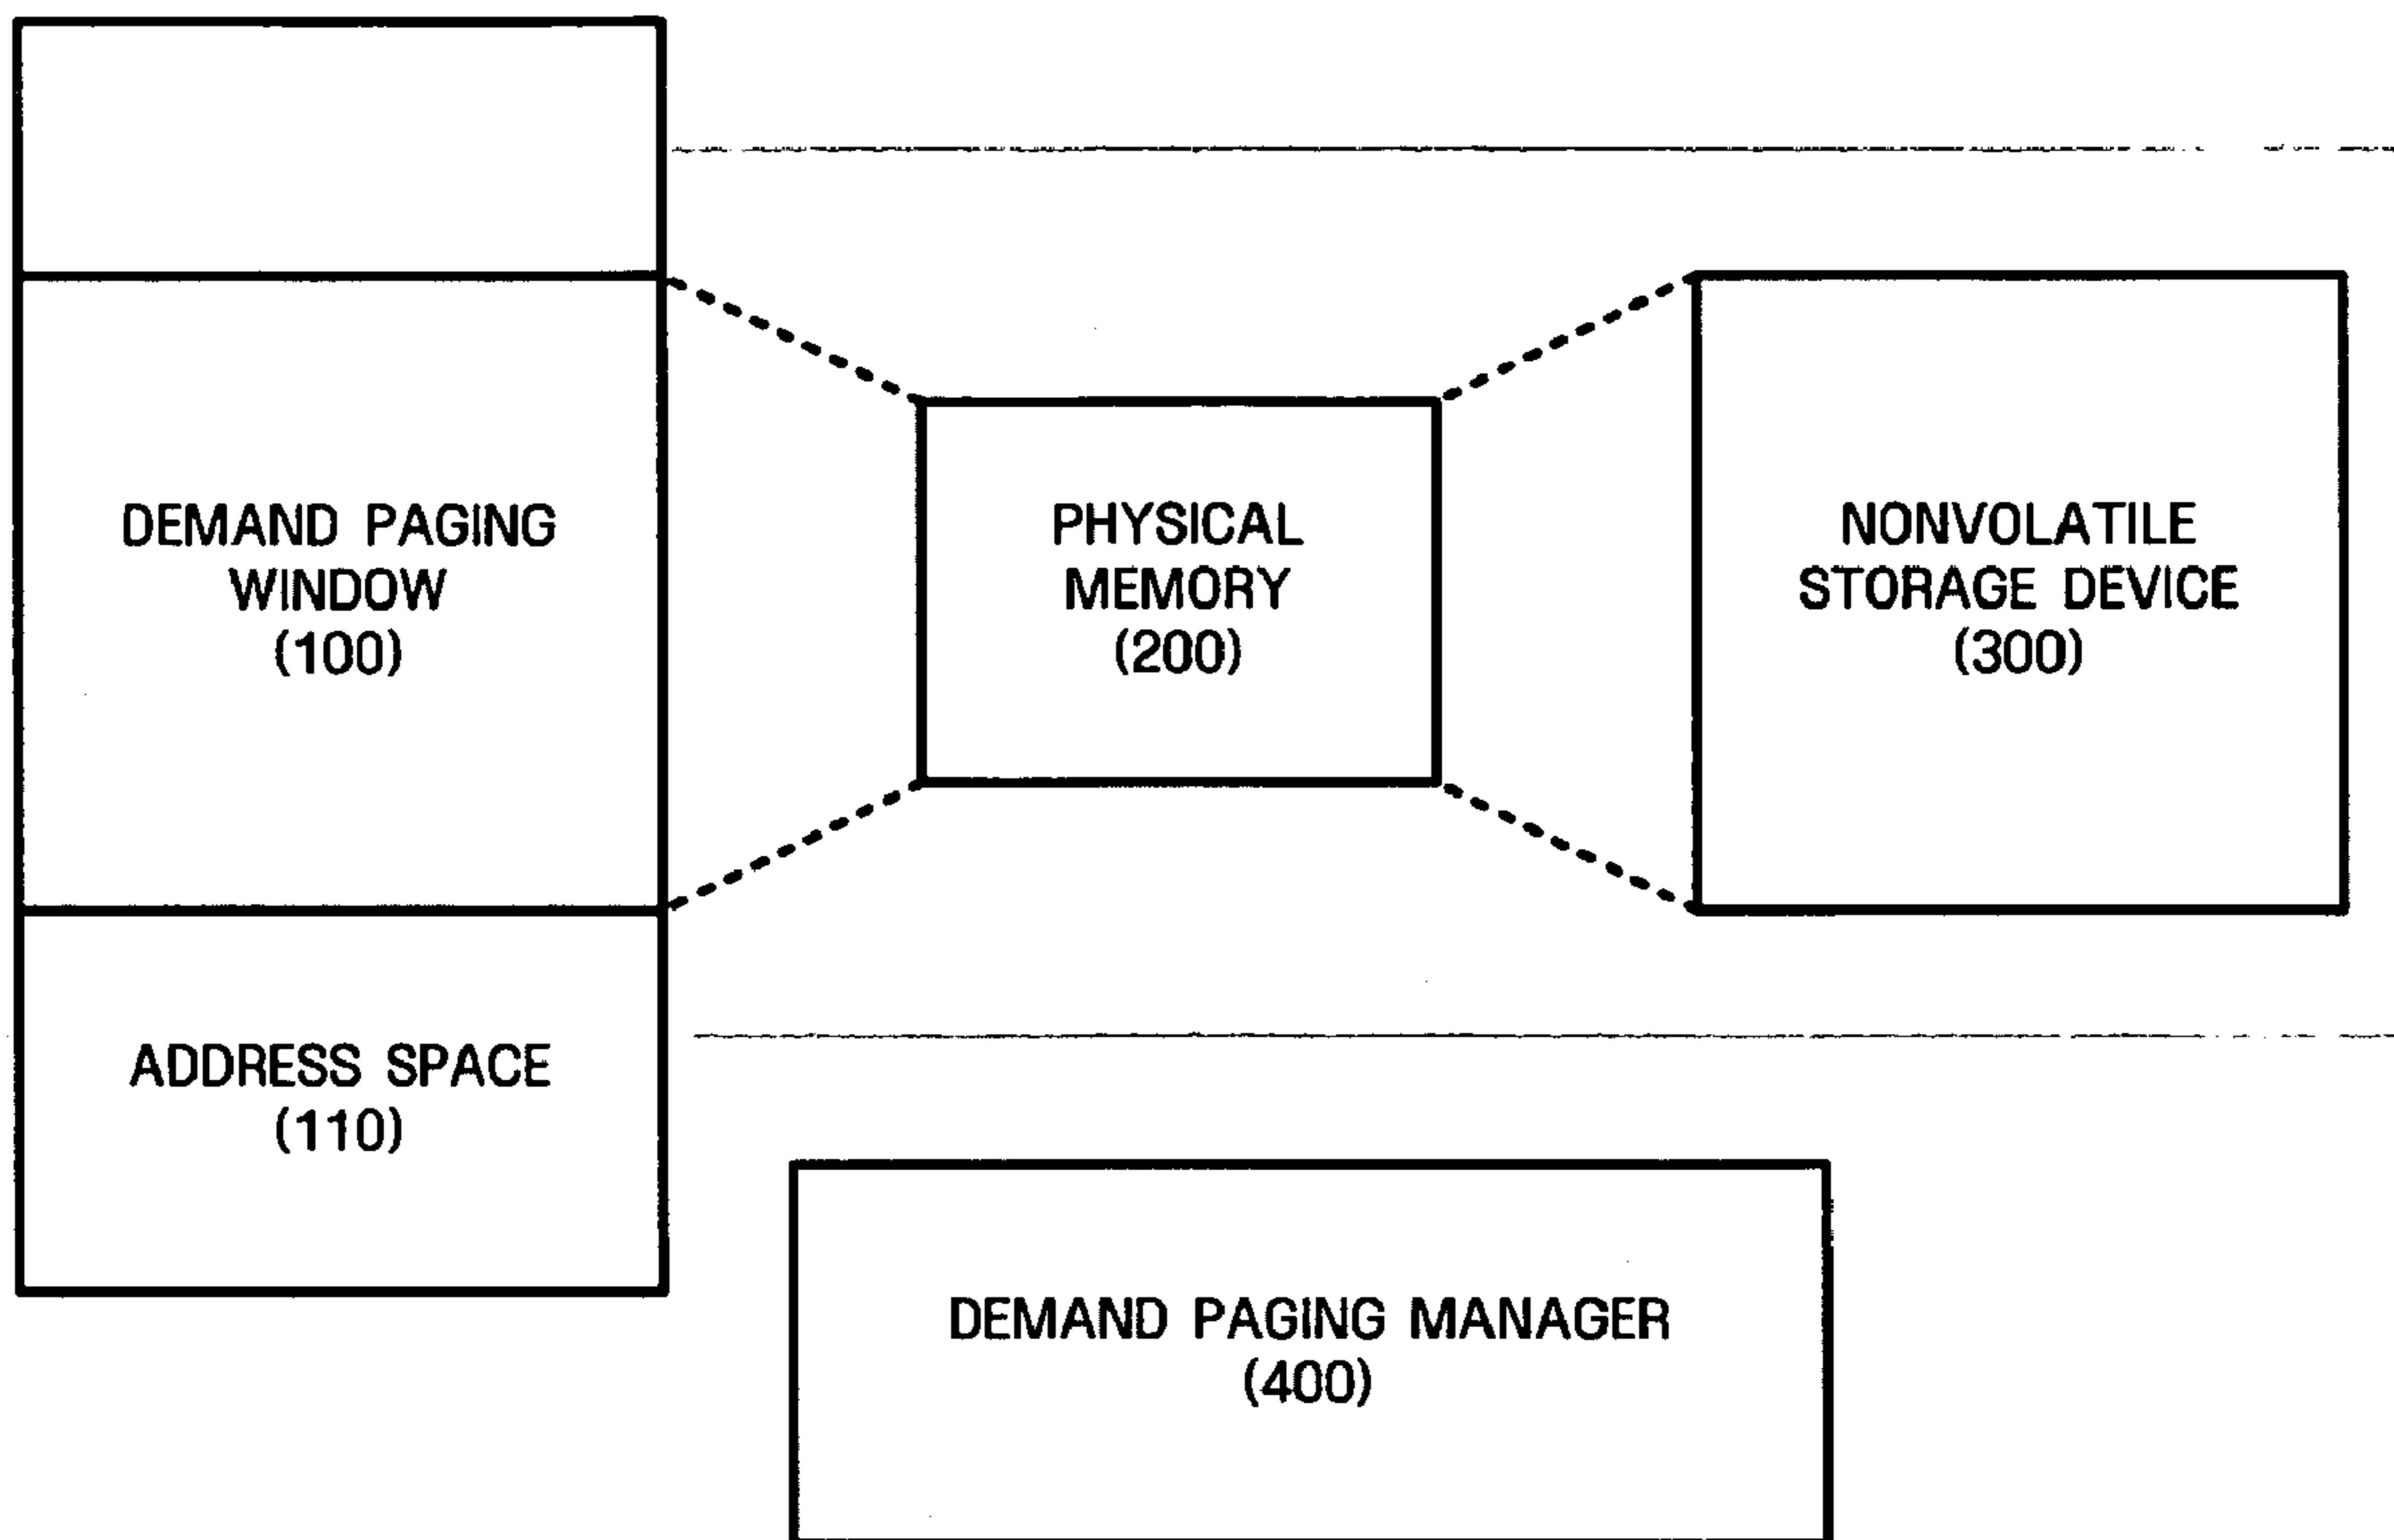 DEMAND PAGING
WINDOW
(100)
PHYSICAL
MEMORY
(200)
NONVOLATILE
STORAGE DEVICE
(300)
ADDRESS SPACE
(110)
DEMAND PAGING MANAGER
(400)